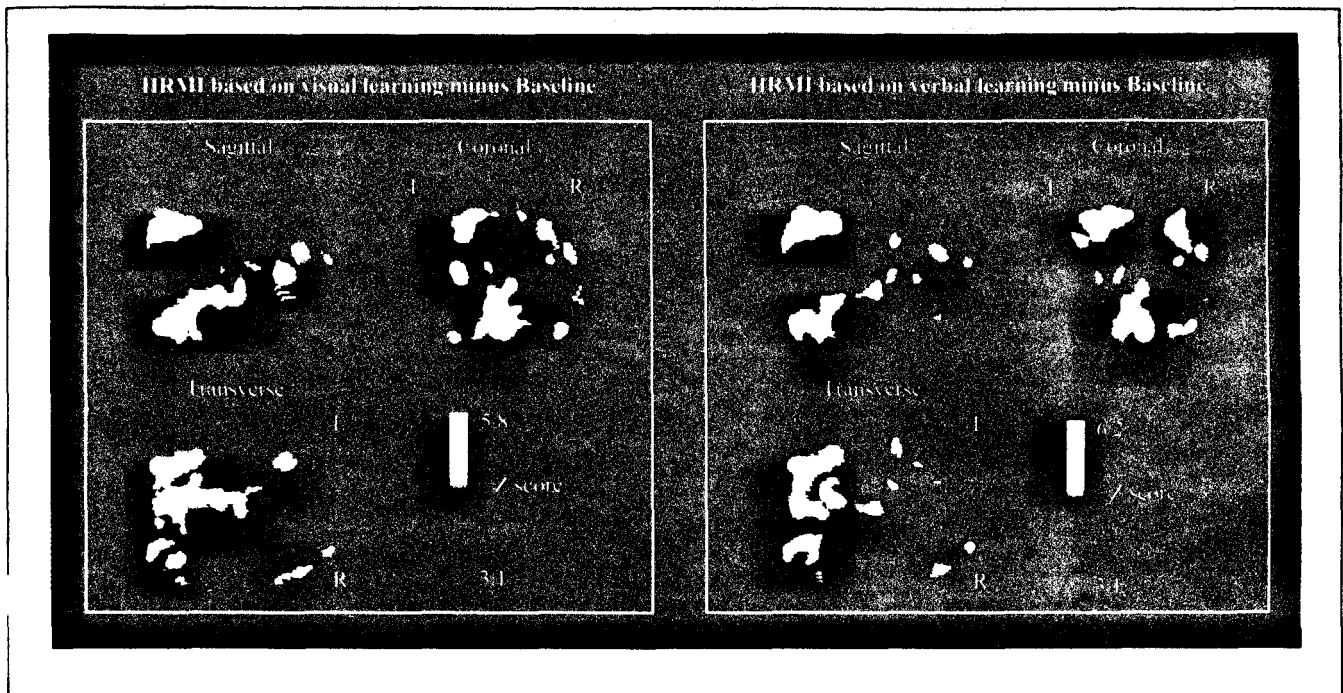 HRMI based on visual learning minus Baseline
Sagittal
Coronal
L
R
Transverse
L
5.8
Z score
R
3.1
HRMI based on verbal learning minus Baseline
Sagittal
Coronal
L
R
Transverse
L
6.2
Z score
R